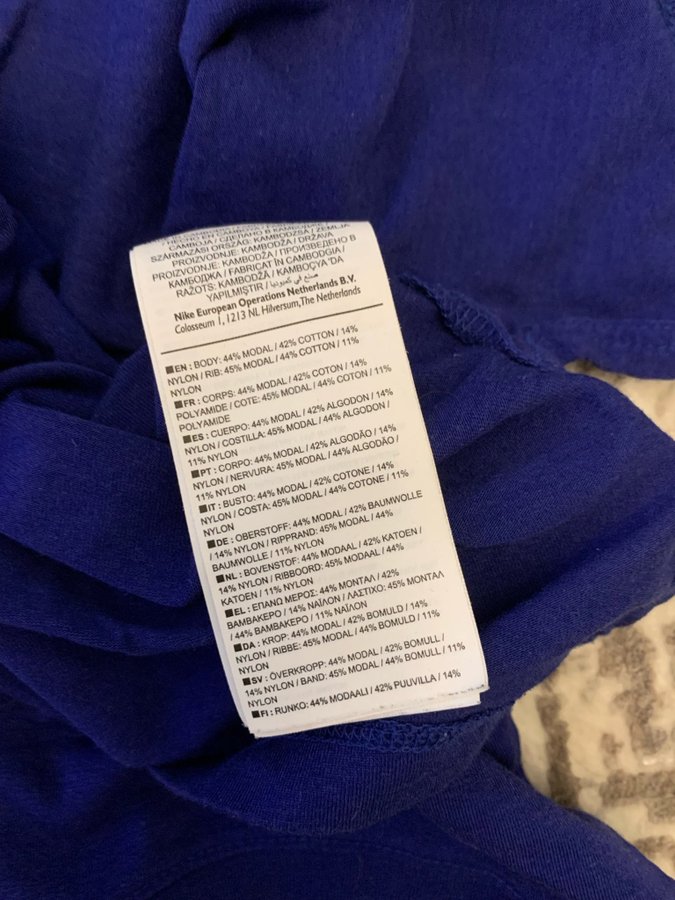 CAMBOJA / СДЕЛАНО В KAMBODŽI
SZÁRMAZÁSI ORSZÁG: KAMBODZSA / ZEMLJA
PROIZVODNJE: KAMBODŽA / DRŽAVA
PROIZVODNJE: KAMBODŽA / ПРОИЗВЕДЕНО В
КАМБОДЖА / FABRICAT ÎN CAMBODGIA /
RAŽOTS: KAMBODŽĀ / KAMBOÇYA 'DA
YAPILMIŞTIR / صنع في كمبوديا
Nike European Operations Netherlands B.V.
Colosseum 1, 1213 NL Hilversum, The Netherlands
EN : BODY: 44% MODAL / 42% COTTON / 14%
NYLON / RIB: 45% MODAL / 44% COTTON / 11%
NYLON
FR : CORPS: 44% MODAL / 42% COTON / 14%
POLYAMIDE / COTE: 45% MODAL / 44% COTON / 11%
POLYAMIDE
ES : CUERPO: 44% MODAL / 42% ALGODON / 14%
NYLON / COSTILLA: 45% MODAL / 44% ALGODON /
11% NYLON
PT : CORPO: 44% MODAL / 42% ALGODÃO / 14%
NYLON / NERVURA: 45% MODAL / 44% ALGODÃO /
11% NYLON
IT : BUSTO: 44% MODAL / 42% COTONE / 14%
NYLON / COSTA: 45% MODAL / 44% COTONE / 11%
NYLON
DE : OBERSTOFF: 44% MODAL / 42% BAUMWOLLE
/ 14% NYLON / RIPPRAND: 45% MODAL / 44%
BAUMWOLLE / 11% NYLON
NL : BOVENSTOF: 44% MODAAL / 42% KATOEN /
14% NYLON / RIBBOORD: 45% MODAAL / 44%
KATOEN / 11% NYLON
EL : ΕΠΑΝΩ ΜΕΡΟΣ: 44% ΜΟΝΤΑΛ / 42%
ΒΑΜΒΑΚΕΡΟ / 14% ΝΑΪΛΟΝ / ΛΑΣΤΙΧΟ: 45% ΜΟΝΤΑΛ
/ 44% ΒΑΜΒΑΚΕΡΟ / 11% ΝΑΪΛΟΝ
DA : KROP: 44% MODAL / 42% BOMULD / 14%
NYLON / RIBBE: 45% MODAL / 44% BOMULD / 11%
NYLON
SV : ÖVERKROPP: 44% MODAL / 42% BOMULL /
14% NYLON / BAND: 45% MODAL / 44% BOMULL / 11%
NYLON
FI : RUNKO: 44% MODAALI / 42% PUUVILLA / 14%